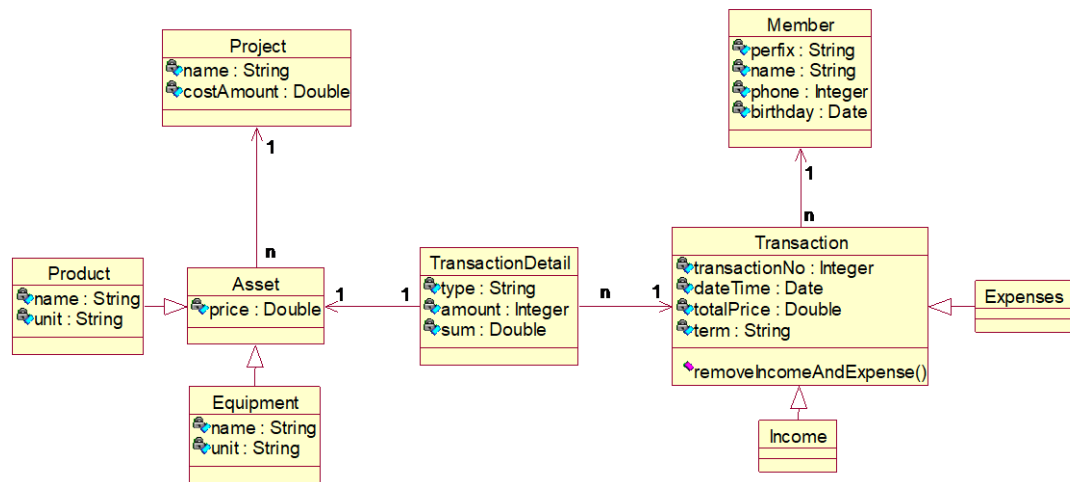 Member
perfix : String
name : String
phone : Integer
birthday : Date
Project
name : String
costAmount : Double
1
1
n
n
Product
name : String
unit : String
Asset
price : Double
1
1
TransactionDetail
type : String
amount : Integer
sum : Double
n
1
Transaction
transactionNo : Integer
dateTime : Date
totalPrice : Double
term : String
removeIncomeAndExpense()
Expenses
Equipment
name : String
unit : String
Income